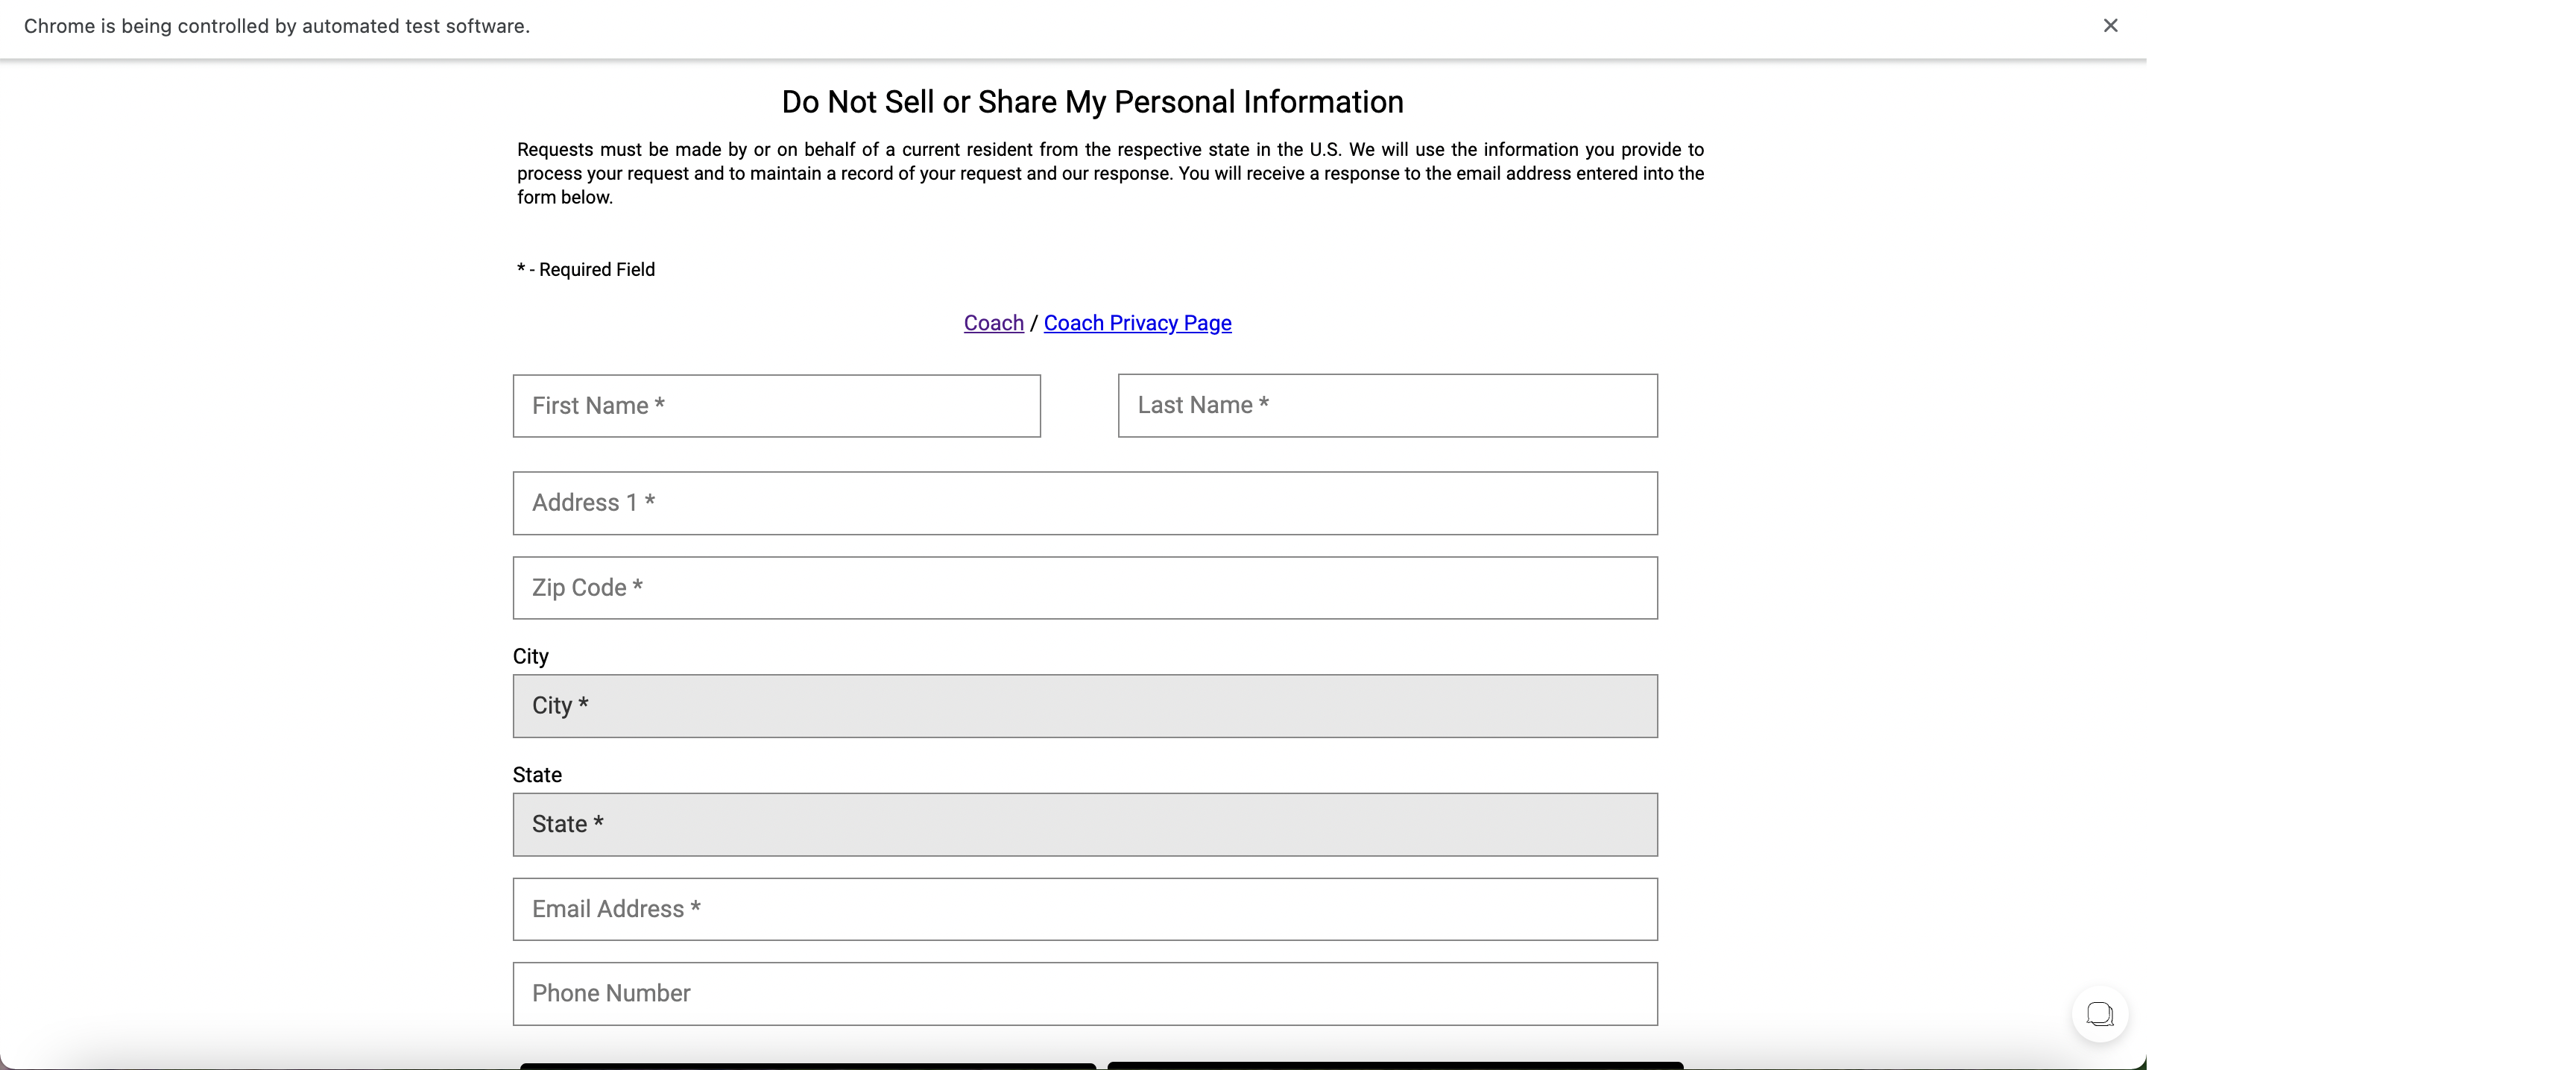 Chrome is being controlled by automated test software.
Do Not Sell or Share My Personal Information
Requests must be made by or on behalf of a current resident from the respective state in the U.S. We will use the information you provide to
process your request and to maintain a record of your request and our response. You will receive a response to the email address entered into the
form below.
* - Required Field
Coach / Coach Privacy Page
First Name *
Last Name *
Address 1 *
Zip Code *
City
City *
State
State *
Email Address *
Phone Number